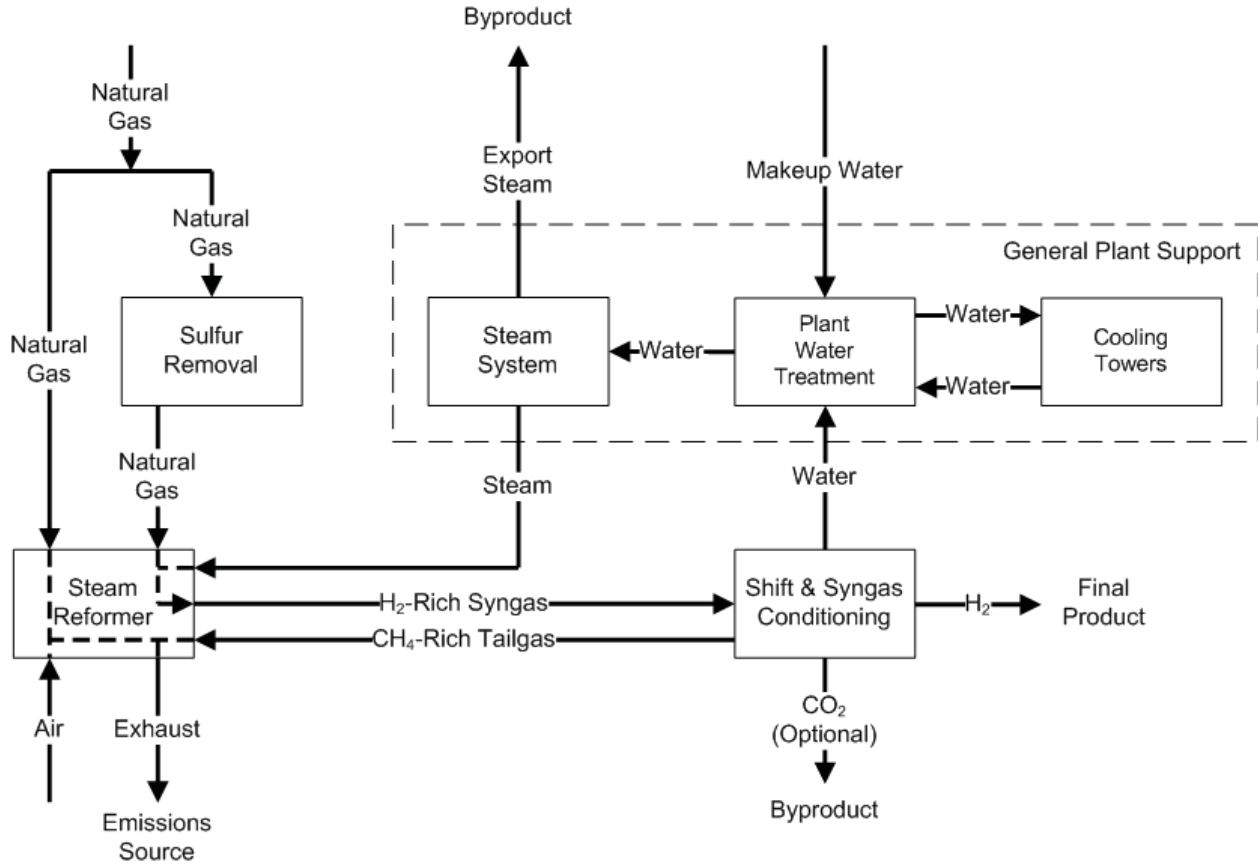 Byproduct
Natural
Gas
Export
Steam
Makeup Water
Natural
Gas
General Plant Support
Natural
Gas
Sulfur
Removal
Steam
System
Water
Plant
Water
Treatment
Water
Water
Cooling
Towers
Natural
Gas
Steam
Water
Steam
Reformer
H₂-Rich Syngas
CH₄-Rich Tailgas
Shift & Syngas
Conditioning
H₂
Final
Product
Air
Exhaust
CO₂
(Optional)
Emissions
Source
Byproduct